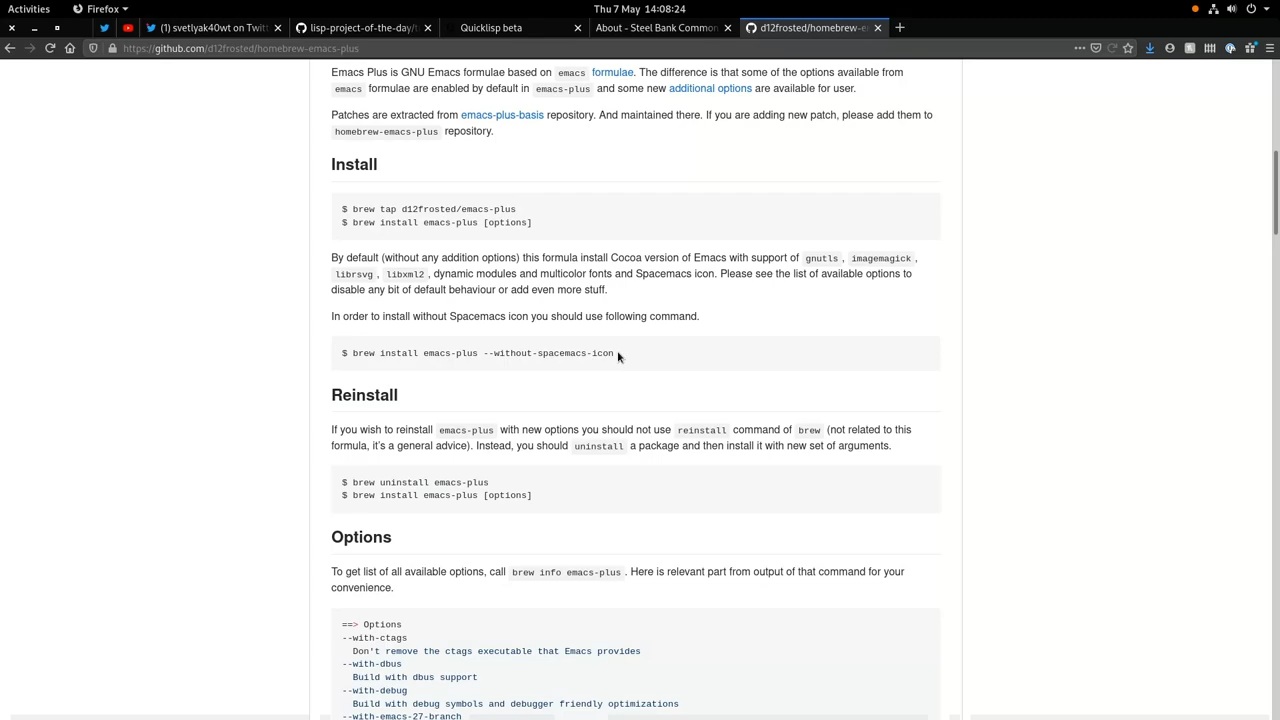 Activities Firefox Thu 7 May 14:08:24
(1) svetlyak40wt on Twitt lisp-project-of-the-day/t Quicklisp beta About - Steel Bank Common d12frosted/homebrew-e
https://github.com/d12frosted/homebrew-emacs-plus
Emacs Plus is GNU Emacs formulae based on emacs formulae. The difference is that some of the options available from
emacs formulae are enabled by default in emacs-plus and some new additional options are available for user.
Patches are extracted from emacs-plus-basis repository. And maintained there. If you are adding new patch, please add them to
homebrew-emacs-plus repository.
Install
$ brew tap d12frosted/emacs-plus
$ brew install emacs-plus [options]
By default (without any addition options) this formula install Cocoa version of Emacs with support of gnutls, imagemagick,
librsvg, libxml2, dynamic modules and multicolor fonts and Spacemacs icon. Please see the list of available options to
disable any bit of default behaviour or add even more stuff.
In order to install without Spacemacs icon you should use following command.
$ brew install emacs-plus --without-spacemacs-icon
Reinstall
If you wish to reinstall emacs-plus with new options you should not use reinstall command of brew (not related to this
formula, it's a general advice). Instead, you should uninstall a package and then install it with new set of arguments.
$ brew uninstall emacs-plus
$ brew install emacs-plus [options]
Options
To get list of all available options, call brew info emacs-plus. Here is relevant part from output of that command for your
convenience.
==> Options
--with-ctags
Don't remove the ctags executable that Emacs provides
--with-dbus
Build with dbus support
--with-debug
Build with debug symbols and debugger friendly optimizations
--with-emacs-27-branch